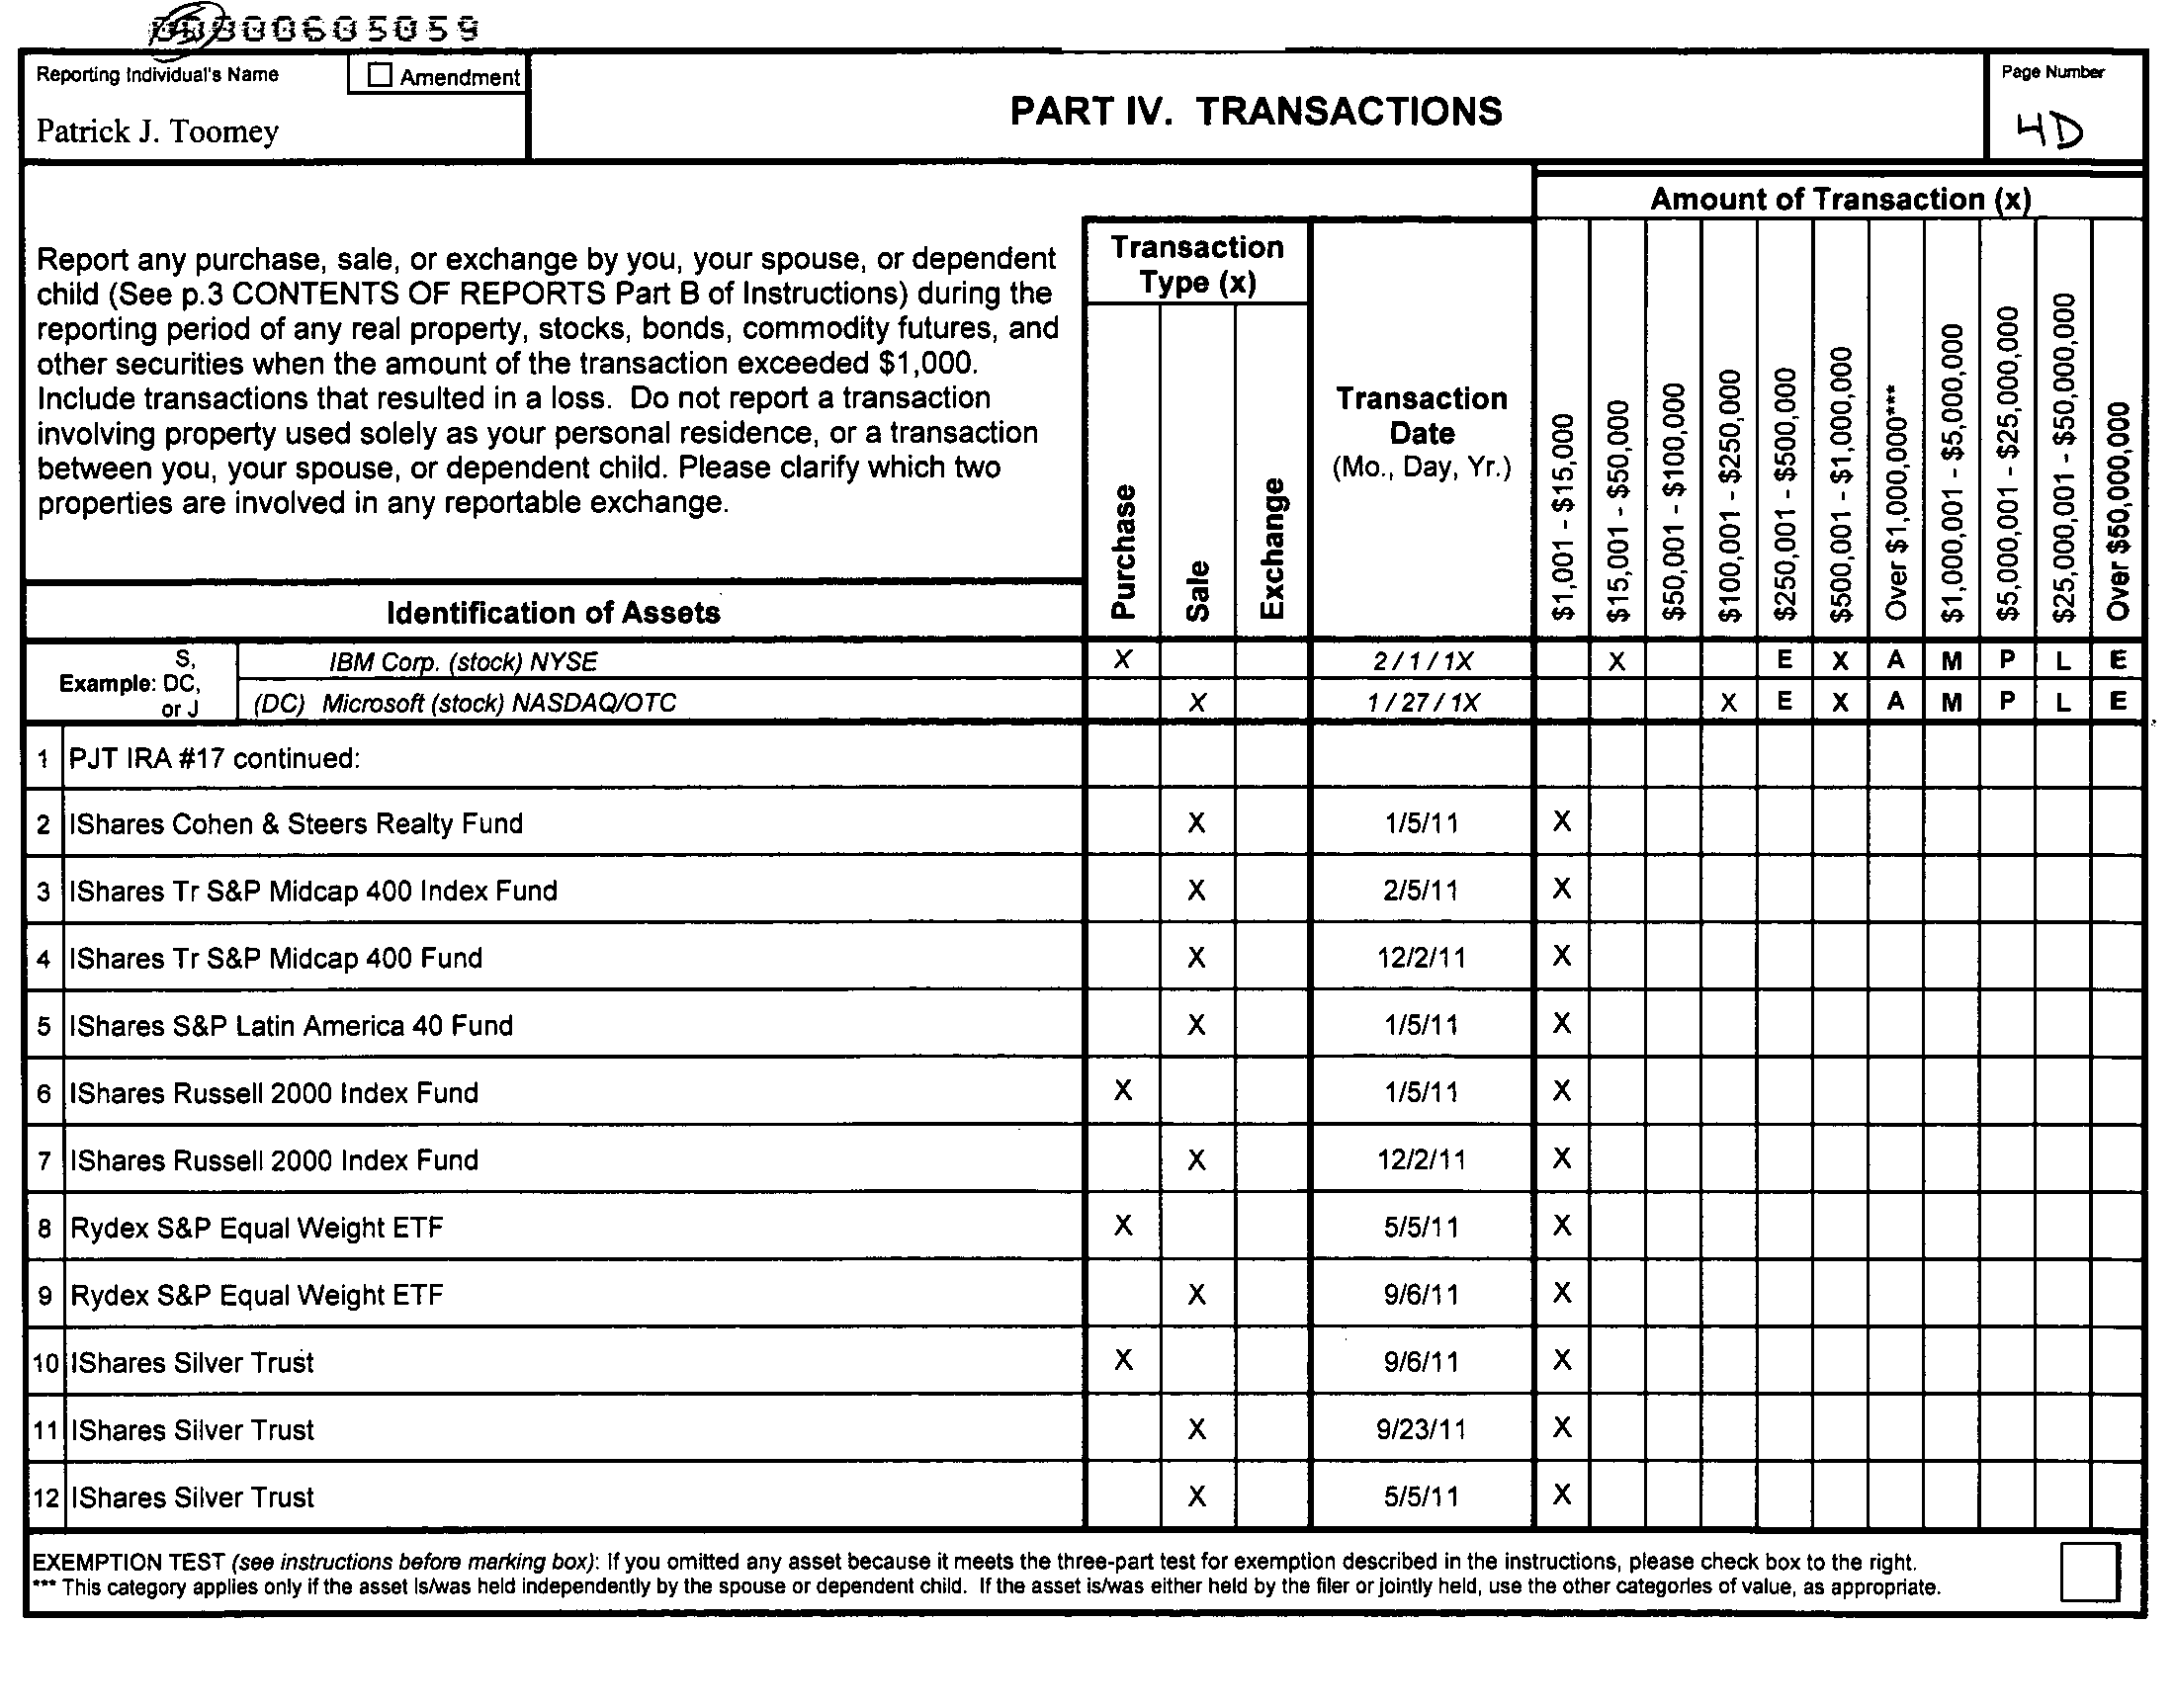 000000605059
Reporting Individual's Name
Amendment
Patrick J. Toomey
PART IV. TRANSACTIONS
Page Number
4D
Report any purchase, sale, or exchange by you, your spouse, or dependent
child (See p.3 CONTENTS OF REPORTS Part B of Instructions) during the
reporting period of any real property, stocks, bonds, commodity futures, and
other securities when the amount of the transaction exceeded $1,000.
Include transactions that resulted in a loss. Do not report a transaction
involving property used solely as your personal residence, or a transaction
between you, your spouse, or dependent child. Please clarify which two
properties are involved in any reportable exchange.
Identification of Assets
Transaction
Type (x)
Purchase
Sale
Exchange
Transaction
Date
(Mo., Day, Yr.)
Amount of Transaction (x)
$1,001 - $15,000
$15,001 - $50,000
$50,001 - $100,000
$100,001 - $250,000
$250,001 - $500,000
$500,001 - $1,000,000
Over $1,000,000***
$1,000,001 - $5,000,000
$5,000,001 - $25,000,000
$25,000,001 - $50,000,000
Over $50,000,000
Example: S, DC, or J
IBM Corp. (stock) NYSE X 2 / 1 / 1X X E X A M P L E
(DC) Microsoft (stock) NASDAQ/OTC X 1 / 27 / 1X X E X A M P L E
1 PJT IRA #17 continued:
2 IShares Cohen & Steers Realty Fund X 1/5/11 X
3 IShares Tr S&P Midcap 400 Index Fund X 2/5/11 X
4 IShares Tr S&P Midcap 400 Fund X 12/2/11 X
5 IShares S&P Latin America 40 Fund X 1/5/11 X
6 IShares Russell 2000 Index Fund X 1/5/11 X
7 IShares Russell 2000 Index Fund X 12/2/11 X
8 Rydex S&P Equal Weight ETF X 5/5/11 X
9 Rydex S&P Equal Weight ETF X 9/6/11 X
10 IShares Silver Trust X 9/6/11 X
11 IShares Silver Trust X 9/23/11 X
12 IShares Silver Trust X 5/5/11 X
EXEMPTION TEST (see instructions before marking box): If you omitted any asset because it meets the three-part test for exemption described in the instructions, please check box to the right.
*** This category applies only if the asset is/was held independently by the spouse or dependent child. If the asset is/was either held by the filer or jointly held, use the other categories of value, as appropriate.